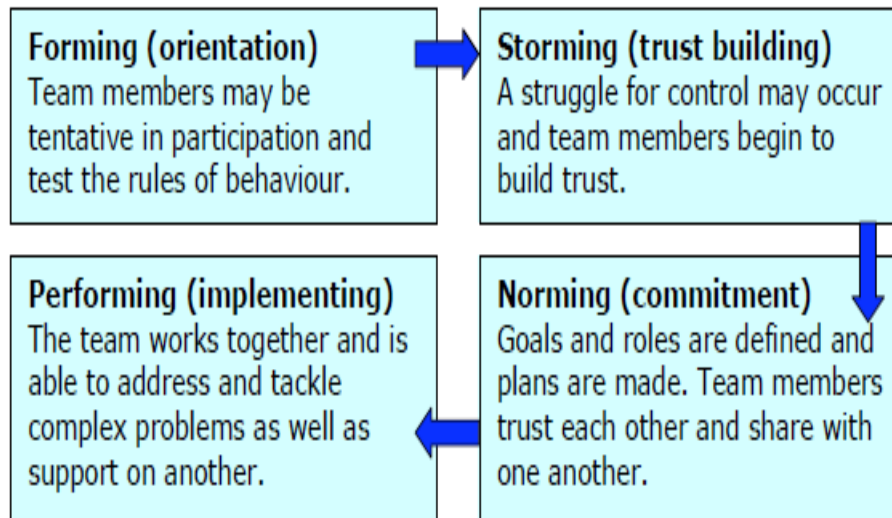 Forming (orientation)
Team members may be
tentative in participation and
test the rules of behaviour.
Storming (trust building)
A struggle for control may occur
and team members begin to
build trust.
Norming (commitment)
Goals and roles are defined and
plans are made. Team members
trust each other and share with
one another.
Performing (implementing)
The team works together and is
able to address and tackle
complex problems as well as
support on another.